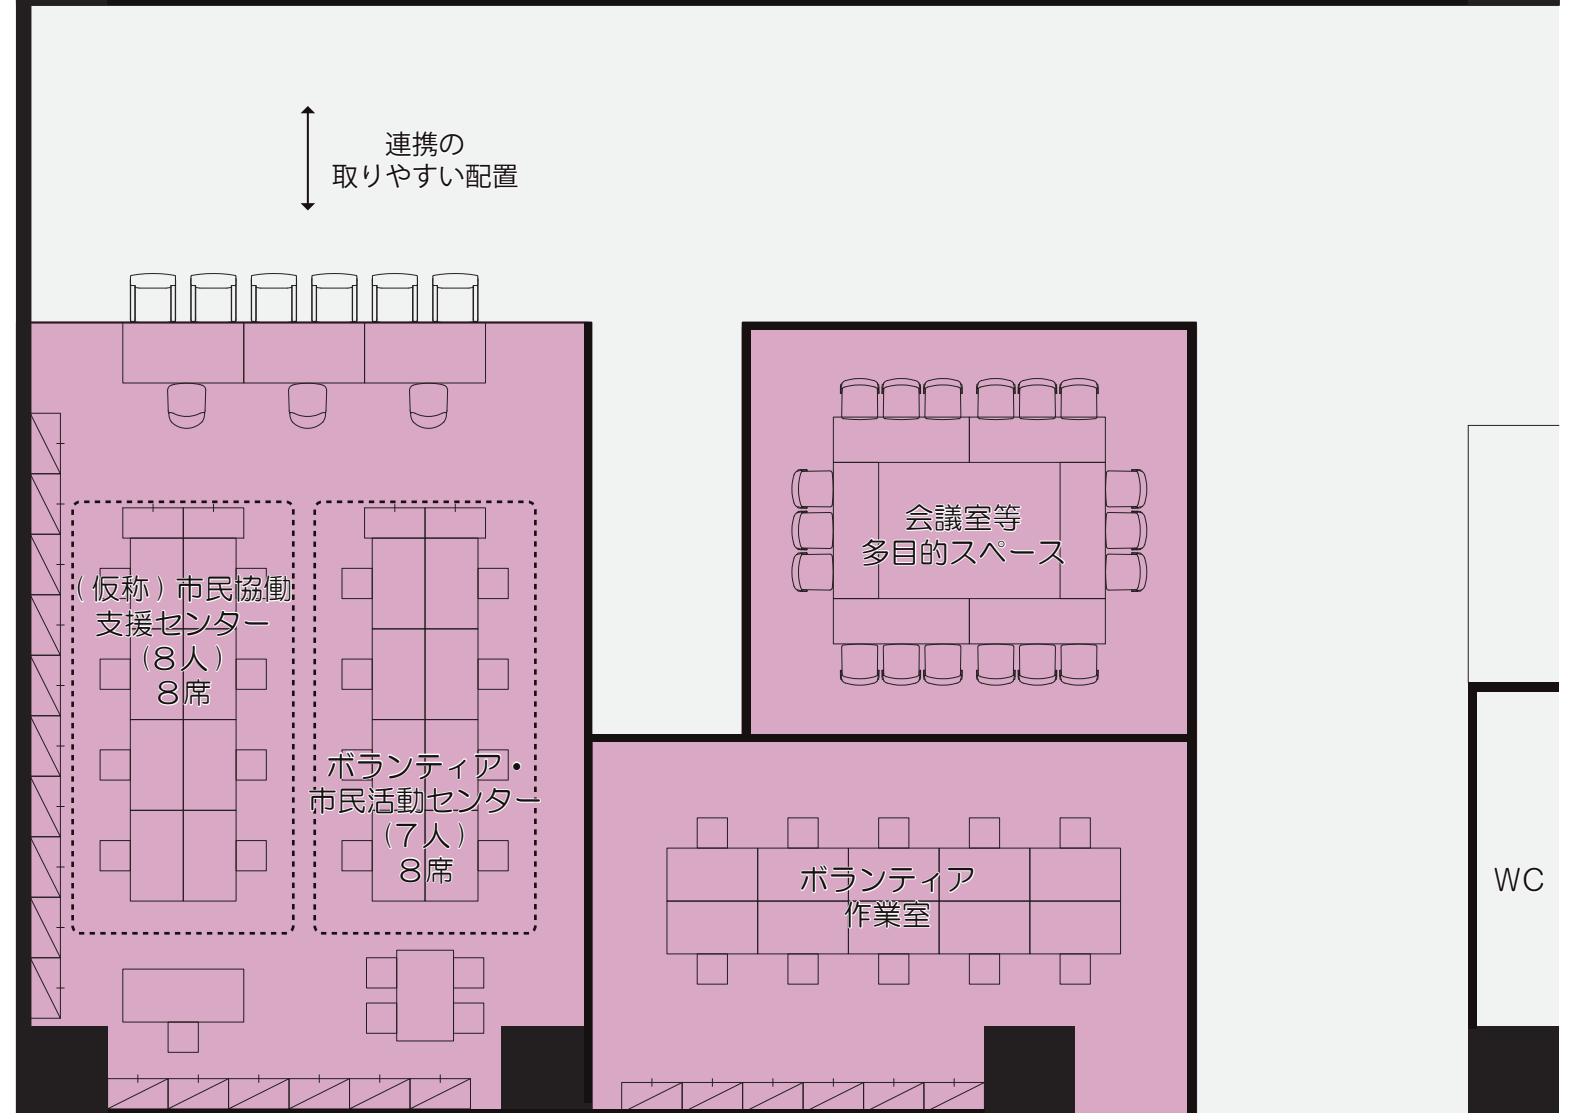 連携の
取りやすい配置
（仮称）市民協働
支援センター
（８人）
８席
ボランティア・
市民活動センター
（７人）
８席
会議室等
多目的スペース
ボランティア
作業室
WC